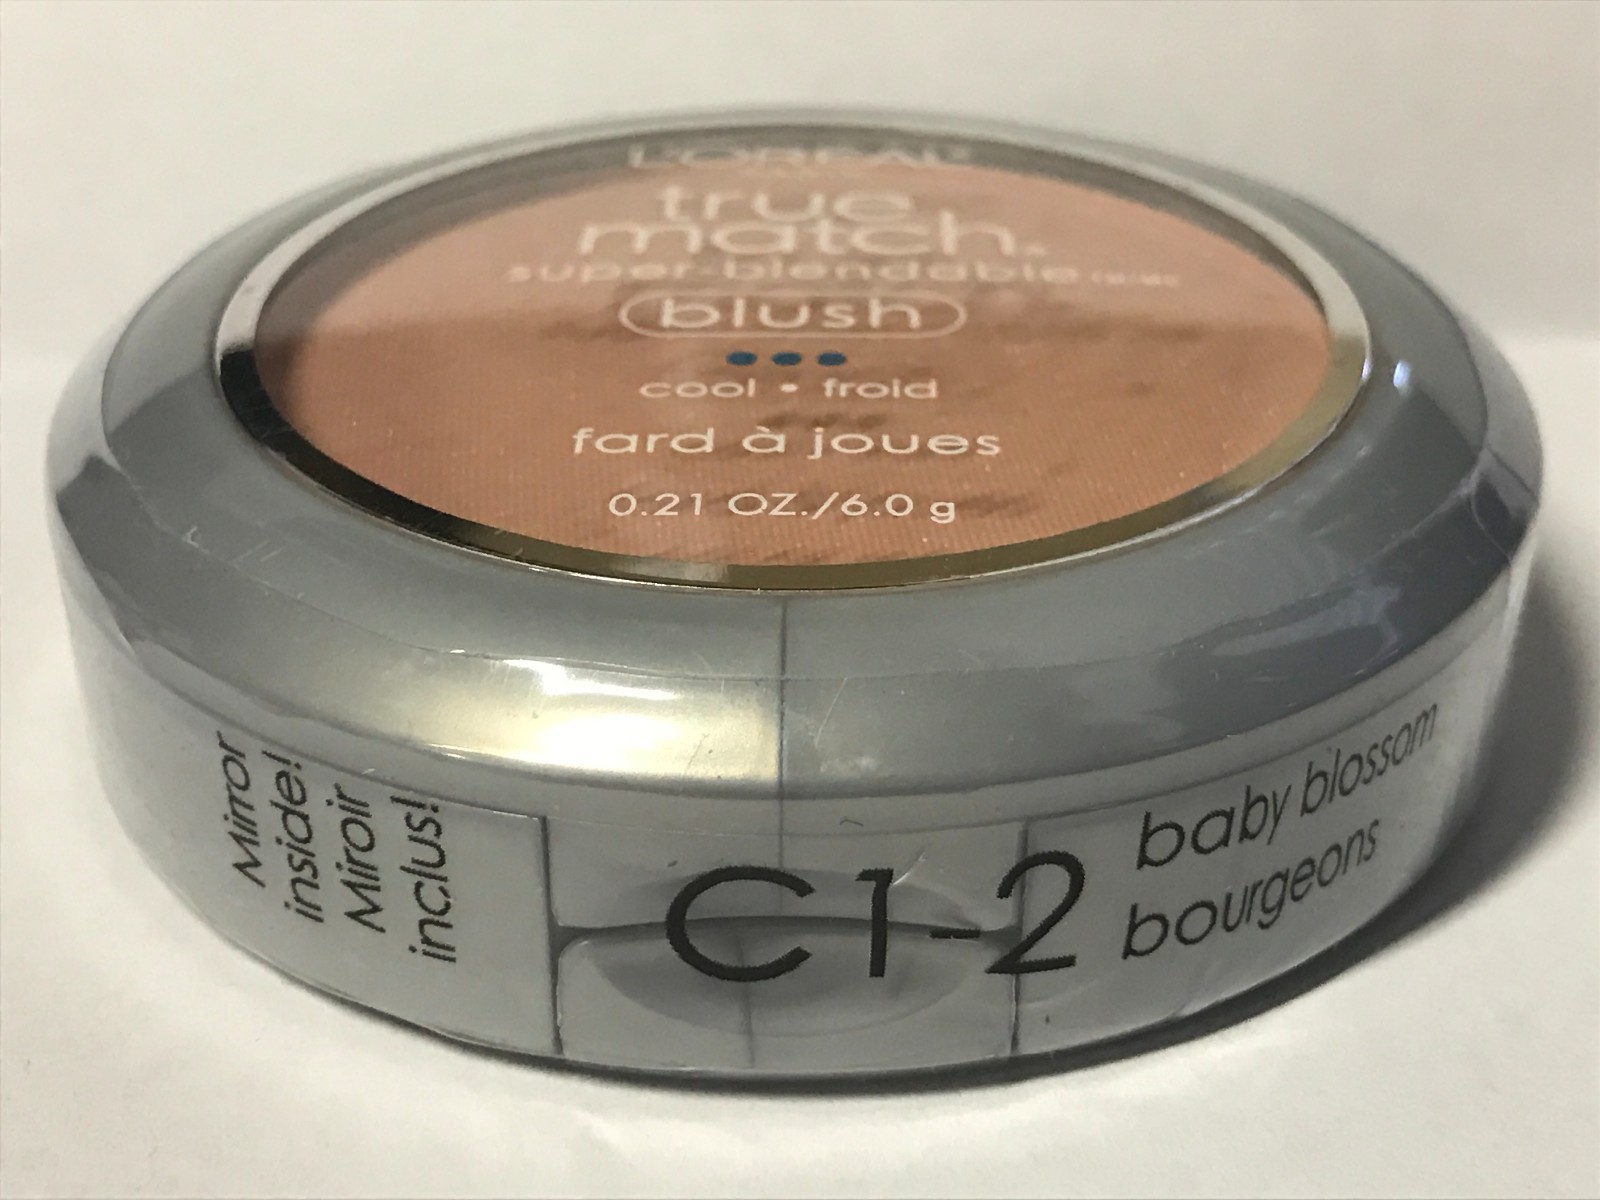 L'ORÉAL
true
match.
super-blendable
blush
cool • froid
fard à joues
0.21 OZ./6.0 g
Mirror
inside!
Miroir
inclus!
C1-2
baby blossom
bourgeons